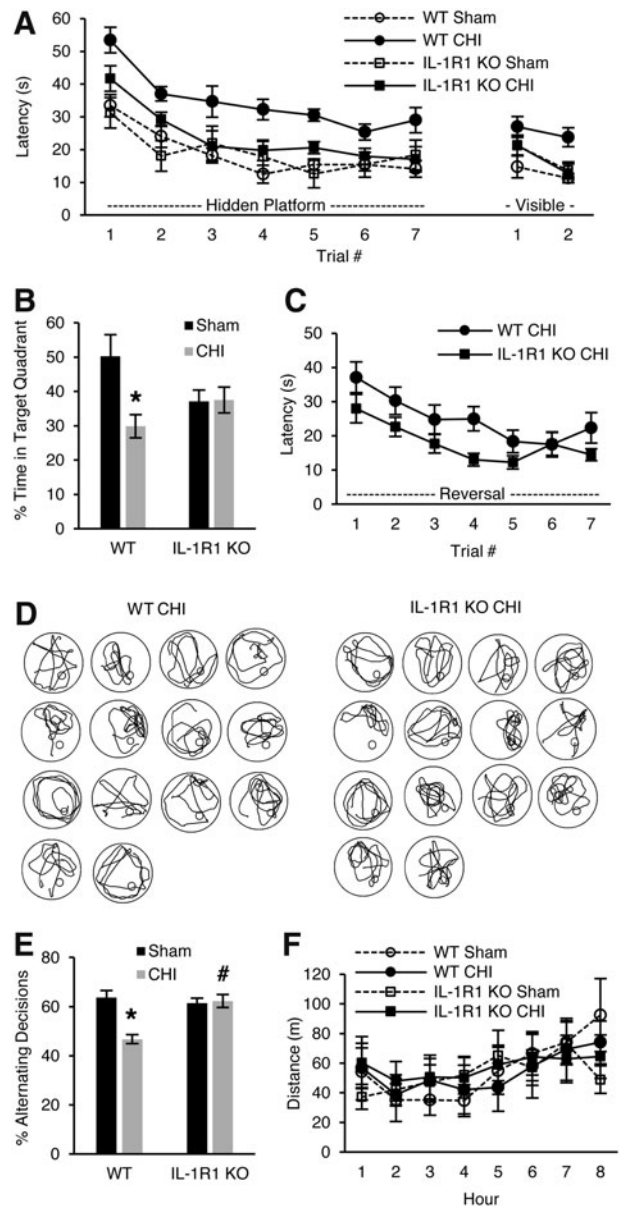 A
WT Sham
WT CHI
IL-1R1 KO Sham
IL-1R1 KO CHI
Latency (s)
60
50
40
30
20
10
0
Hidden Platform
- Visible -
1 2 3 4 5 6 7 1 2
Trial #
B
Sham
CHI
% Time in Target Quadrant
60
50
40
30
20
10
0
*
WT IL-1R1 KO
C
WT CHI
IL-1R1 KO CHI
Latency (s)
50
40
30
20
10
0
Reversal
1 2 3 4 5 6 7
Trial #
D
WT CHI IL-1R1 KO CHI
E
Sham
CHI
% Alternating Decisions
80
60
40
20
0
*
#
WT IL-1R1 KO
F
WT Sham
WT CHI
IL-1R1 KO Sham
IL-1R1 KO CHI
Distance (m)
120
100
80
60
40
20
0
1 2 3 4 5 6 7 8
Hour